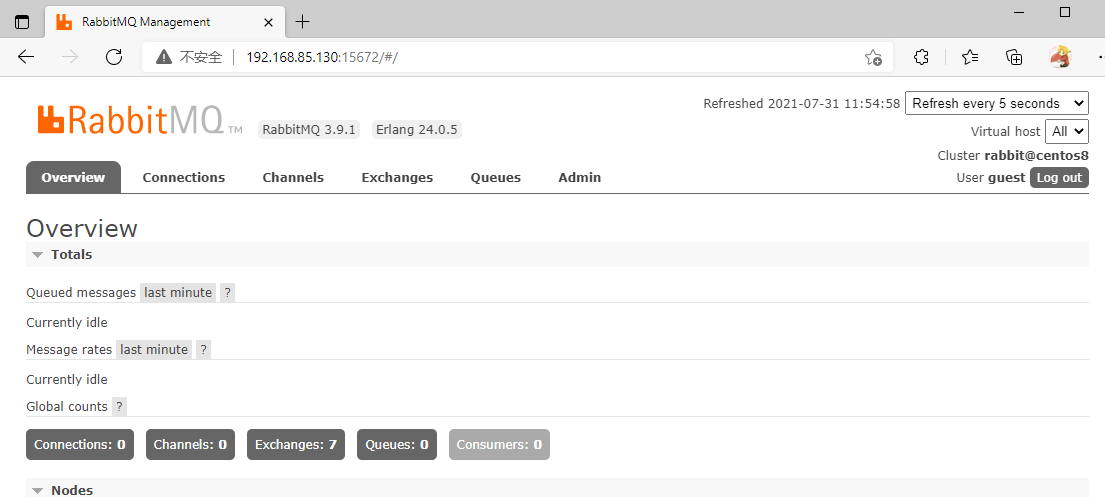 RabbitMQ Management
不安全 192.168.85.130:15672/#/
RabbitMQ TM RabbitMQ 3.9.1 Erlang 24.0.5
Refreshed 2021-07-31 11:54:58 Refresh every 5 seconds
Virtual host All
Cluster rabbit@centos8
User guest Log out
Overview Connections Channels Exchanges Queues Admin
Overview
Totals
Queued messages last minute ?
Currently idle
Message rates last minute ?
Currently idle
Global counts ?
Connections: 0 Channels: 0 Exchanges: 7 Queues: 0 Consumers: 0
Nodes